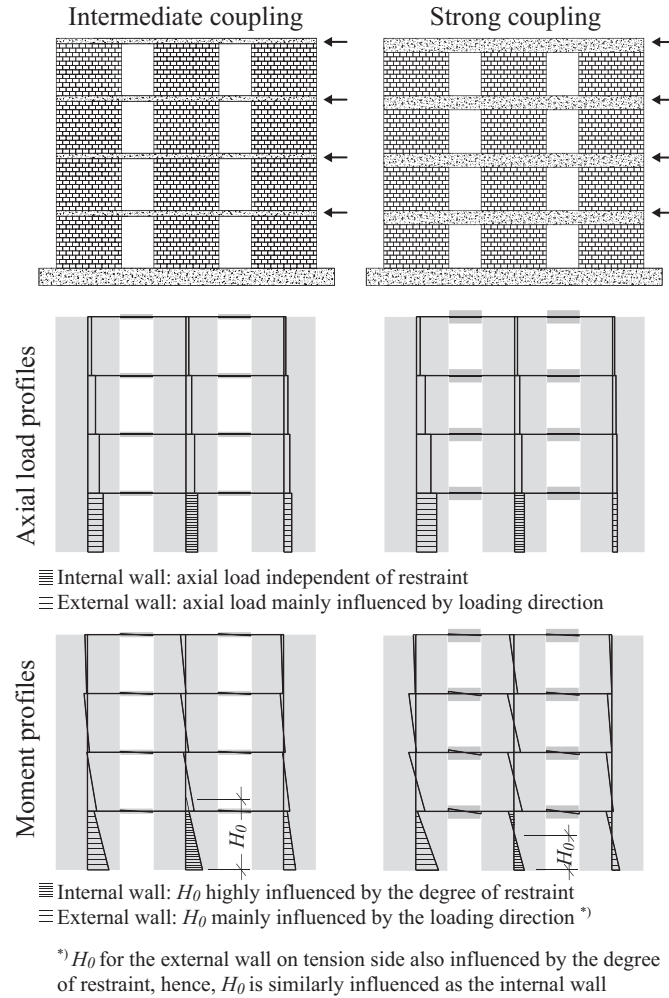 Intermediate coupling
Strong coupling
Axial load profiles
Internal wall: axial load independent of restraint
External wall: axial load mainly influenced by loading direction
Moment profiles
H0
H0
Internal wall: H0 highly influenced by the degree of restraint
External wall: H0 mainly influenced by the loading direction *)
*) H0 for the external wall on tension side also influenced by the degree
of restraint, hence, H0 is similarly influenced as the internal wall